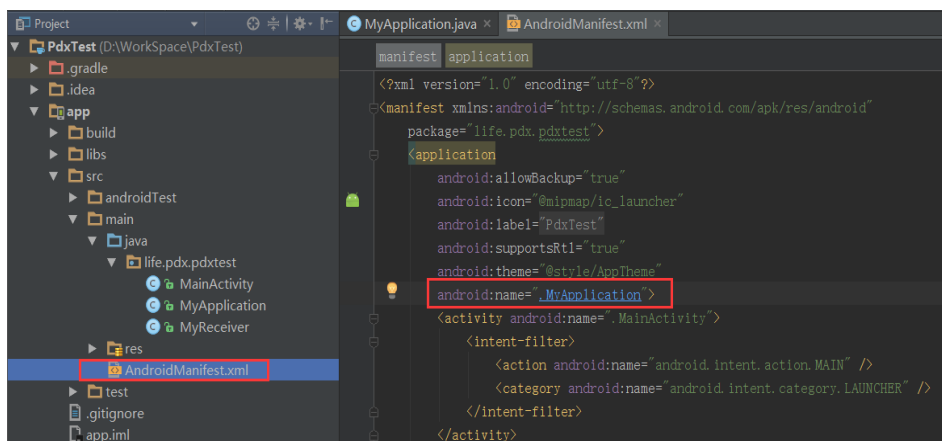 Project
MyApplication.java
AndroidManifest.xml
PdxTest (D:\WorkSpace\PdxTest)
.gradle
.idea
app
build
libs
src
androidTest
main
java
life.pdx.pdxtest
MainActivity
MyApplication
MyReceiver
res
AndroidManifest.xml
test
.gitignore
app.iml
manifest application
<?xml version="1.0" encoding="utf-8"?>
<manifest xmlns:android="http://schemas.android.com/apk/res/android"
package="life.pdx.pdxtest">
<application
android:allowBackup="true"
android:icon="@mipmap/ic_launcher"
android:label="PdxTest"
android:supportsRtl="true"
android:theme="@style/AppTheme"
android:name=".MyApplication">
<activity android:name=".MainActivity">
<intent-filter>
<action android:name="android.intent.action.MAIN" />
<category android:name="android.intent.category.LAUNCHER" />
</intent-filter>
</activity>